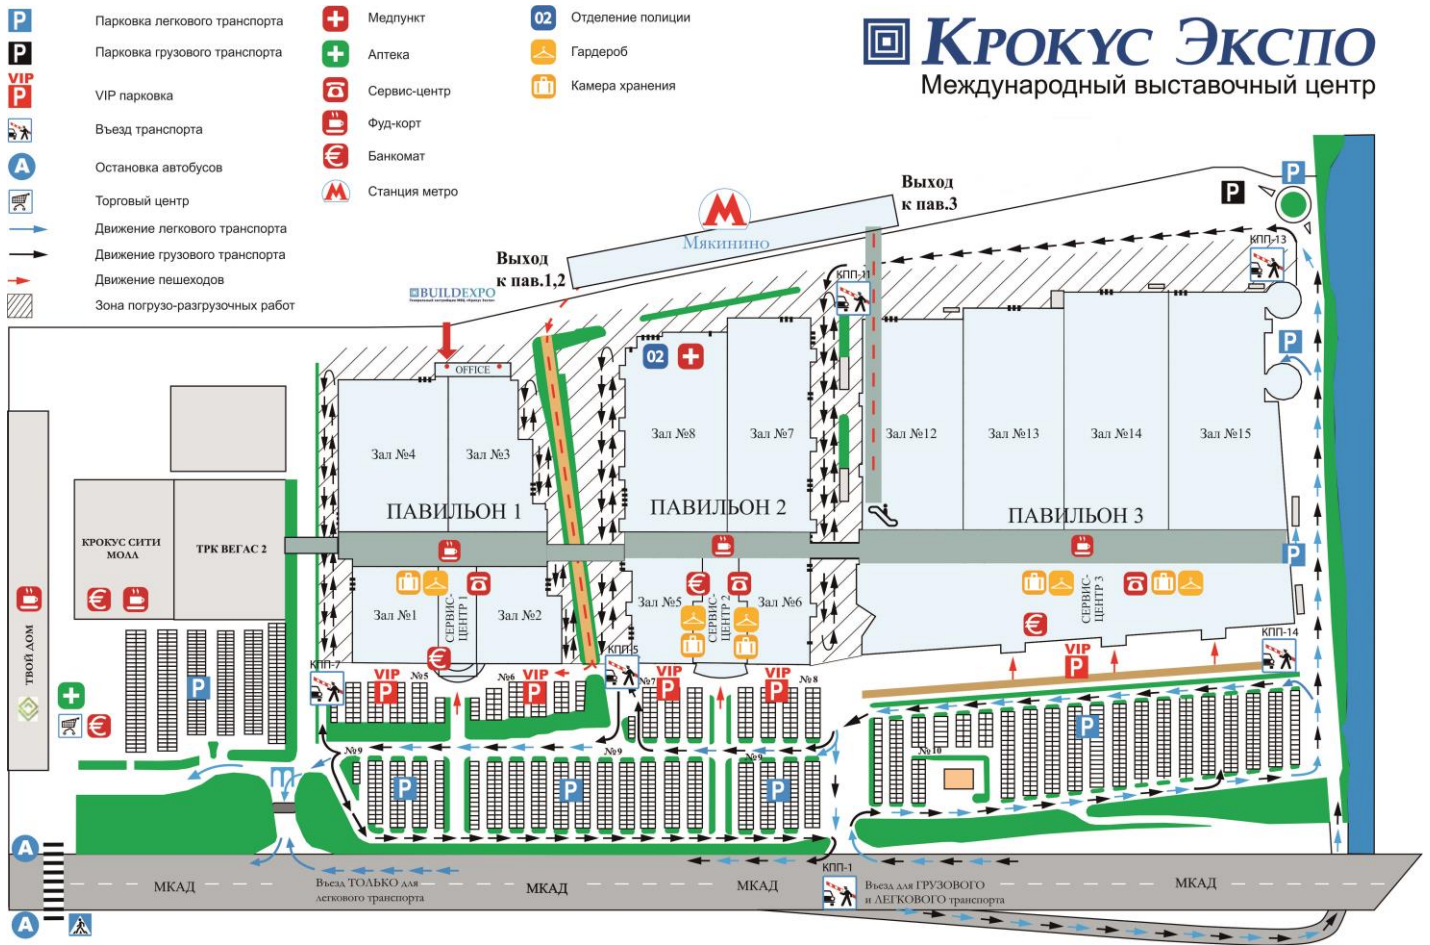 P
Парковка легкового транспорта
P
Парковка грузового транспорта
VIP
P
VIP парковка
Въезд транспорта
A
Остановка автобусов
Торговый центр
Движение легкового транспорта
Движение грузового транспорта
Движение пешеходов
Зона погрузо-разгрузочных работ
Медпункт
Аптека
Сервис-центр
Фуд-корт
€
Банкомат
М
Станция метро
02
Отделение полиции
Гардероб
Камера хранения
КРОКУС ЭКСПО
Международный выставочный центр
М
Мякинино
Выход
к пав.3
Выход
к пав.1,2
BUILDEXPO
P
P
КПП-13
КПП-11
P
OFFICE
02
Зал №4
Зал №3
Зал №8
Зал №7
Зал №12
Зал №13
Зал №14
Зал №15
ПАВИЛЬОН 1
ПАВИЛЬОН 2
ПАВИЛЬОН 3
КРОКУС СИТИ
МОЛЛ
ТРК ВЕГАС 2
P
€
€
€
Зал №1
СЕРВИС-
ЦЕНТР 1
Зал №2
Зал №5
СЕРВИС-
ЦЕНТР 2
Зал №6
СЕРВИС-
ЦЕНТР 3
€
€
ТВОЙ ДОМ
КПП-7
КПП-5
КПП-14
VIP
P
№5
№6
VIP
P
№7
VIP
P
VIP
P
№8
VIP
P
P
P
№9
№9
№9
№10
P
P
P
A
A
МКАД
Въезд ТОЛЬКО для
легкового транспорта
МКАД
МКАД
КПП-1
Въезд для ГРУЗОВОГО
и ЛЕГКОВОГО транспорта
МКАД